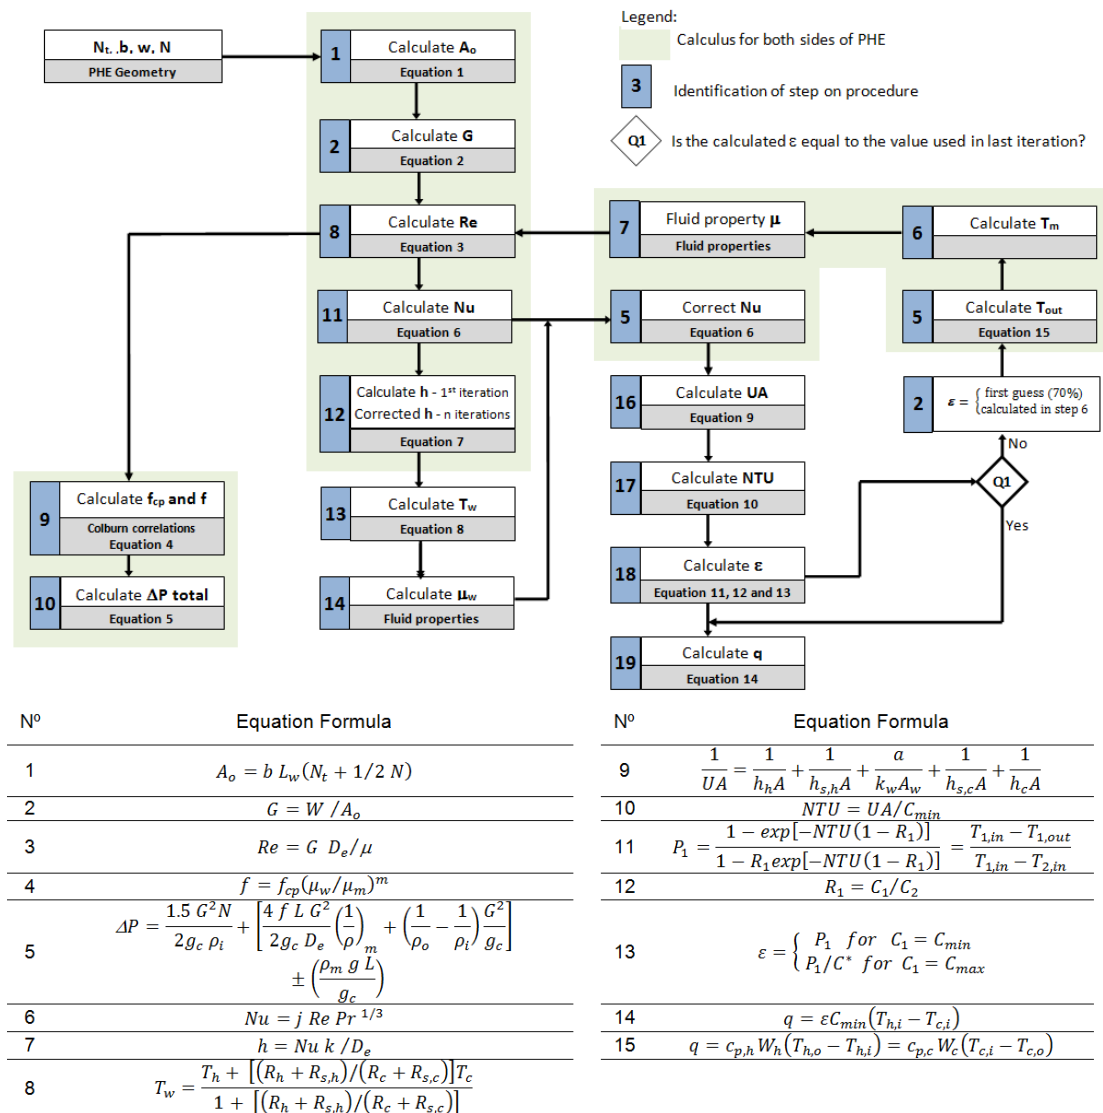 Legend:
Calculus for both sides of PHE
3
Identification of step on procedure
Q1
Is the calculated ε equal to the value used in last iteration?
Nt, ,b, w, N
PHE Geometry
1
Calculate Ao
Equation 1
2
Calculate G
Equation 2
8
Calculate Re
Equation 3
7
Fluid property μ
Fluid properties
6
Calculate Tm
11
Calculate Nu
Equation 6
5
Correct Nu
Equation 6
5
Calculate Tout
Equation 15
12
Calculate h - 1st iteration
Corrected h - n iterations
Equation 7
16
Calculate UA
Equation 9
2
ε = { first guess (70%)
calculated in step 6
No
Q1
Yes
9
Calculate fcp and f
Colburn correlations
Equation 4
13
Calculate Tw
Equation 8
17
Calculate NTU
Equation 10
10
Calculate ΔP total
Equation 5
14
Calculate μw
Fluid properties
18
Calculate ε
Equation 11, 12 and 13
19
Calculate q
Equation 14
Nº Equation Formula
1 Ao = b Lw(Nt + 1/2 N)
2 G = W /Ao
3 Re = G De/μ
4 f = fcp(μw/μm)^m
5 ΔP = 1.5 G²N / 2gc ρi + [4 f L G² / 2gc De (1/ρ)m + (1/ρo − 1/ρi) G²/gc]
± (ρm g L / gc)
6 Nu = j Re Pr ^1/3
7 h = Nu k /De
8 Tw = Th + [(Rh + Rs,h)/(Rc + Rs,c)]Tc / 1 + [(Rh + Rs,h)/(Rc + Rs,c)]
Nº Equation Formula
9 1/UA = 1/hhA + 1/hs,hA + a/kwAw + 1/hs,cA + 1/hcA
10 NTU = UA/Cmin
11 P1 = 1 − exp[−NTU(1 − R1)] / 1 − R1exp[−NTU(1 − R1)] = T1,in − T1,out / T1,in − T2,in
12 R1 = C1/C2
13 ε = { P1 for C1 = Cmin
P1/C* for C1 = Cmax
14 q = εCmin(Th,i − Tc,i)
15 q = cp,h Wh(Th,o − Th,i) = cp,c Wc(Tc,i − Tc,o)